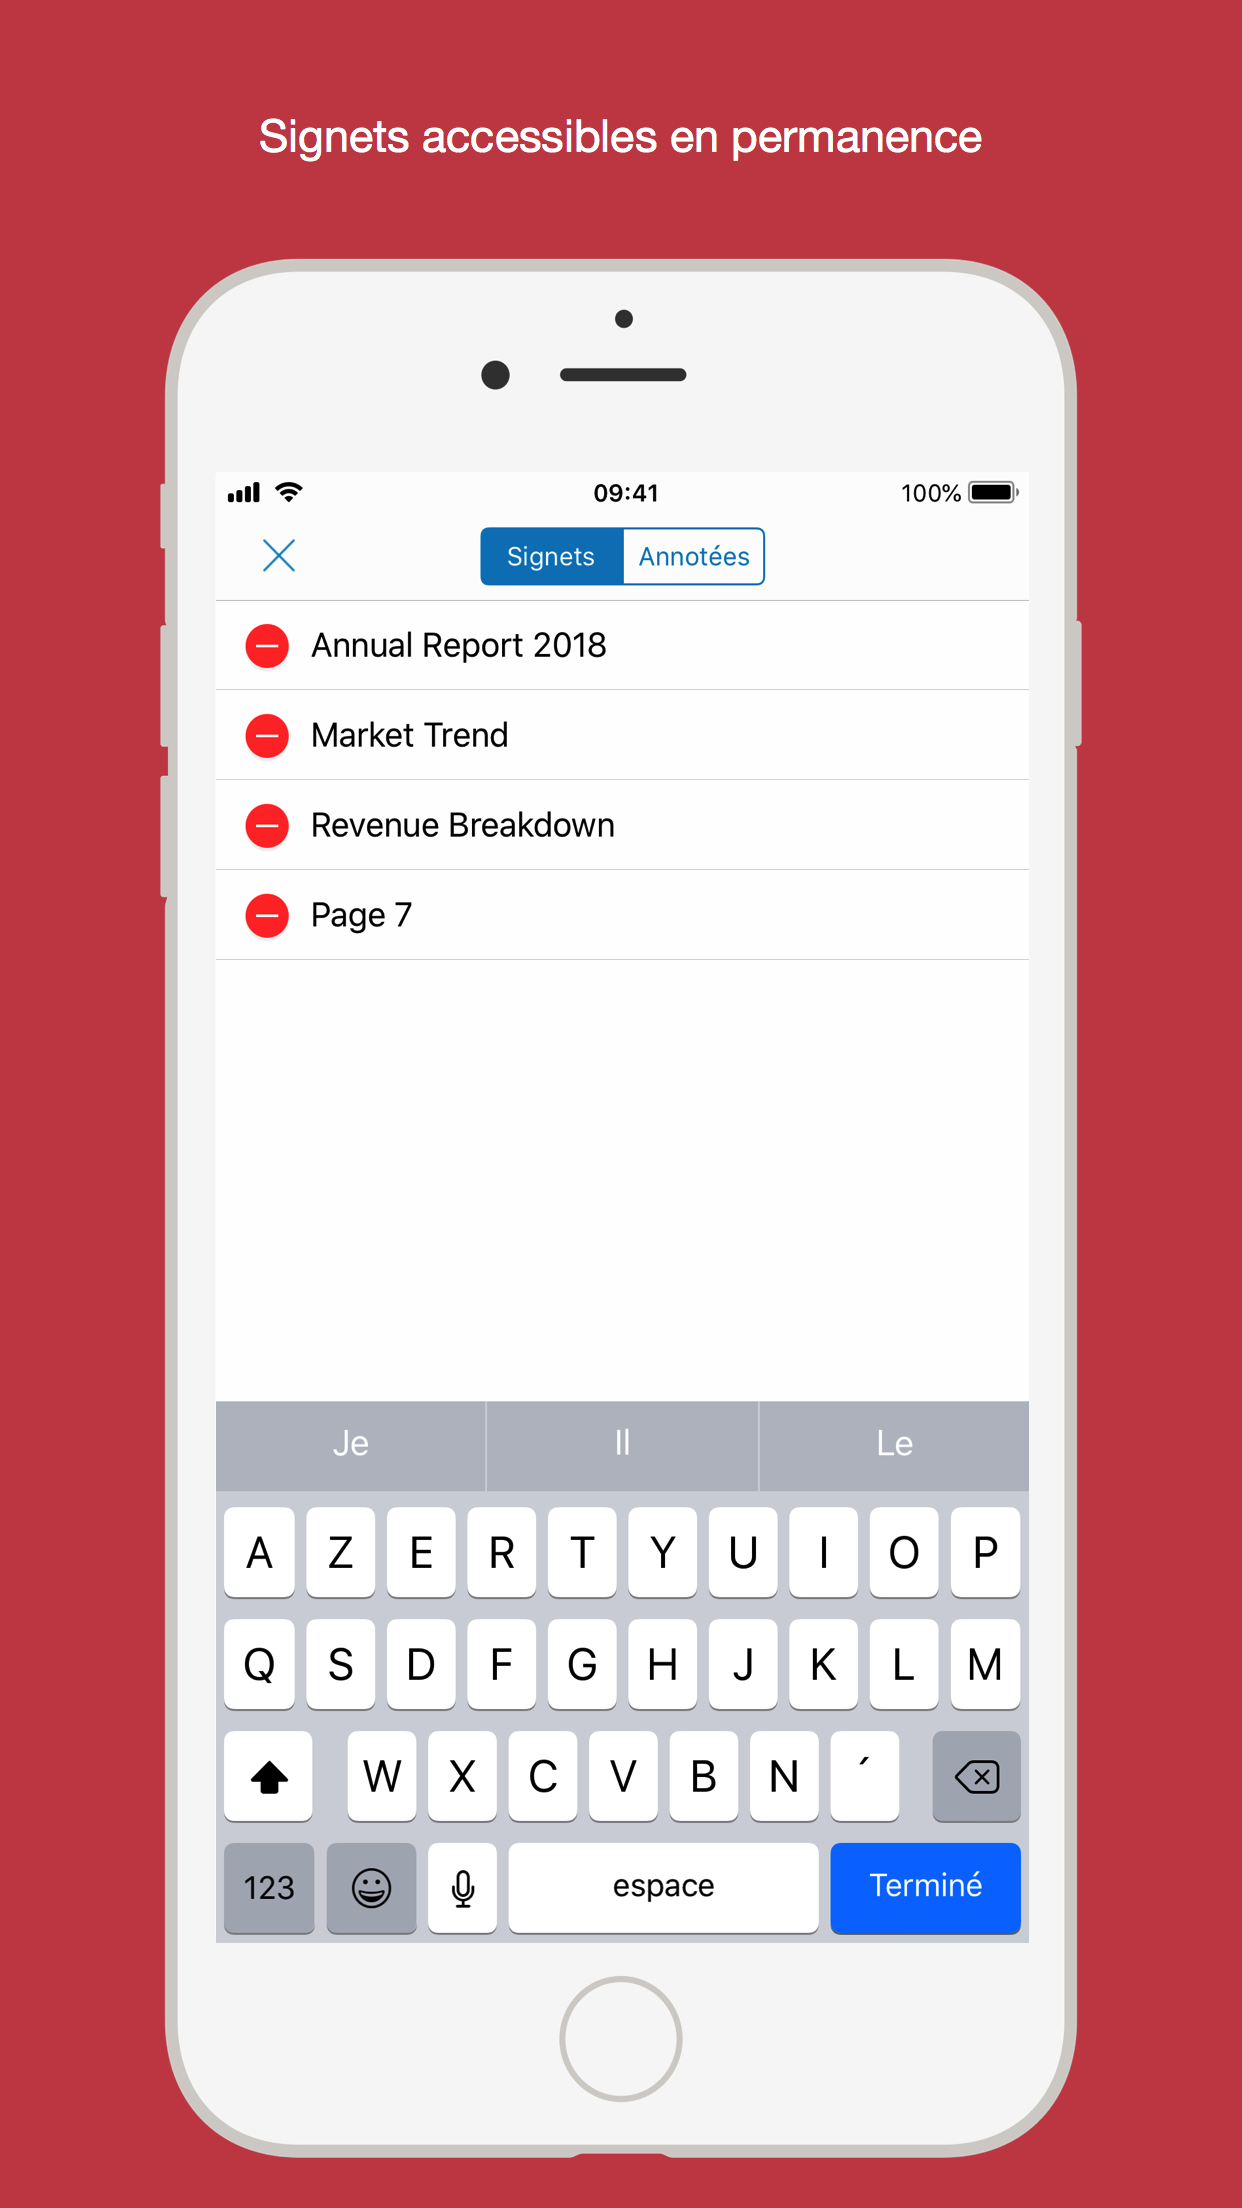 Signets accessibles en permanence
09:41
100%
Signets Annotées
Annual Report 2018
Market Trend
Revenue Breakdown
Page 7
Je Il Le
A Z E R T Y U I O P
Q S D F G H J K L M
W X C V B N ´
123 espace Terminé